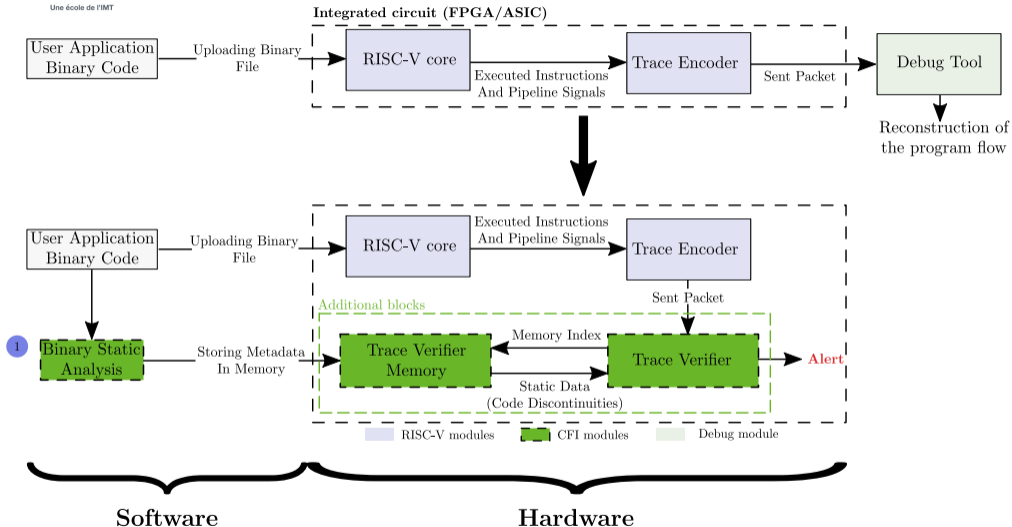 Une école de l'IMT
Integrated circuit (FPGA/ASIC)
User Application
Binary Code
Uploading Binary
File
RISC-V core
Executed Instructions
And Pipeline Signals
Trace Encoder
Sent Packet
Debug Tool
Reconstruction of
the program flow
User Application
Binary Code
Uploading Binary
File
RISC-V core
Executed Instructions
And Pipeline Signals
Trace Encoder
Sent Packet
Additional blocks
1
Binary Static
Analysis
Storing Metadata
In Memory
Trace Verifier
Memory
Memory Index
Static Data
(Code Discontinuities)
Trace Verifier
Alert
RISC-V modules
CFI modules
Debug module
Software
Hardware